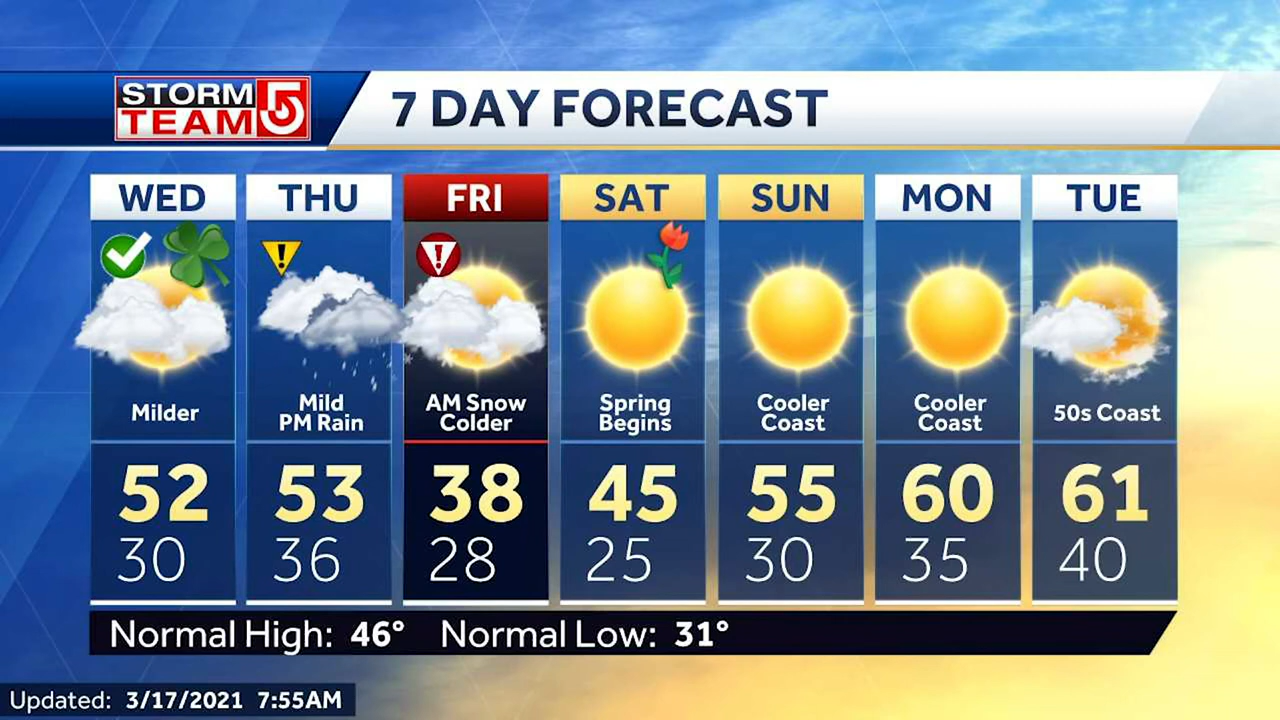 STORM
TEAM 5
7 DAY FORECAST
WED THU FRI SAT SUN MON TUE
! !
Milder
Mild
PM Rain
AM Snow
Colder
Spring
Begins
Cooler
Coast
Cooler
Coast
50s Coast
52 53 38 45 55 60 61
30 36 28 25 30 35 40
Normal High: 46° Normal Low: 31°
Updated: 3/17/2021 7:55AM